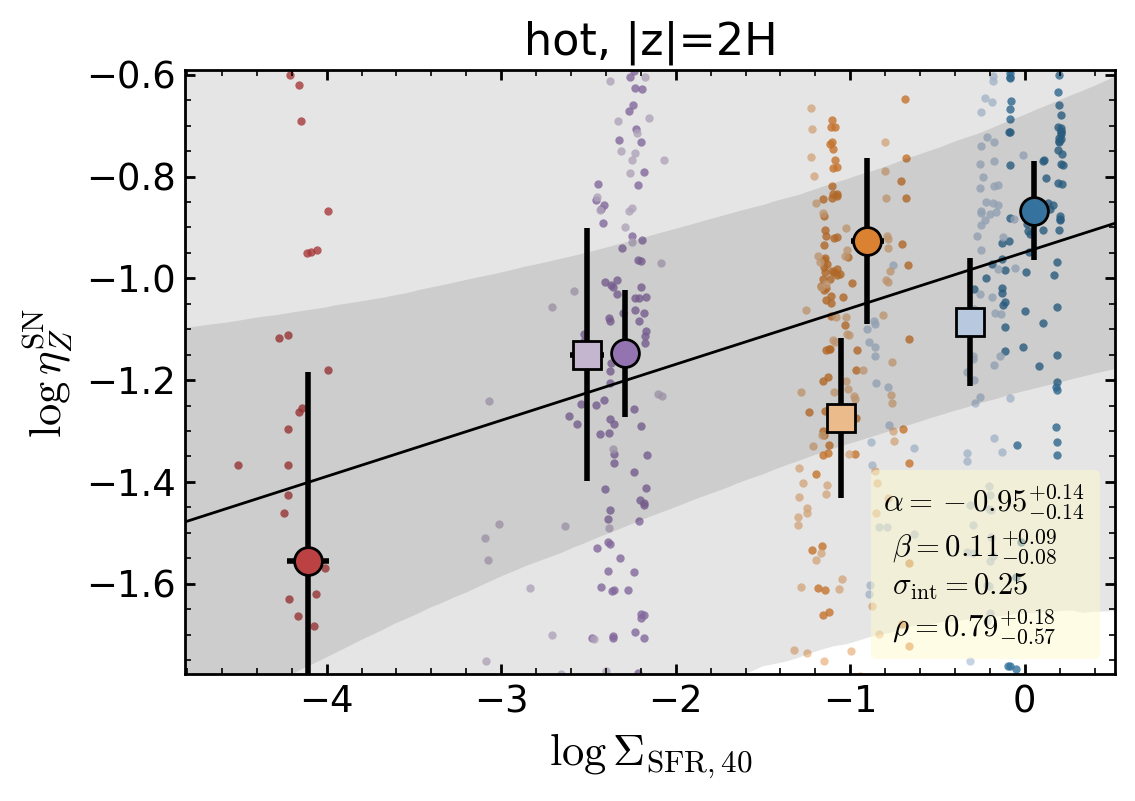 hot, |z|=2H
log η_Z^SN
−0.6
−0.8
−1.0
−1.2
−1.4
−1.6
α = −0.95^{+0.14}_{−0.14}
β = 0.11^{+0.09}_{−0.08}
σ_int = 0.25
ρ = 0.79^{+0.18}_{−0.57}
−4 −3 −2 −1 0
log Σ_{SFR, 40}